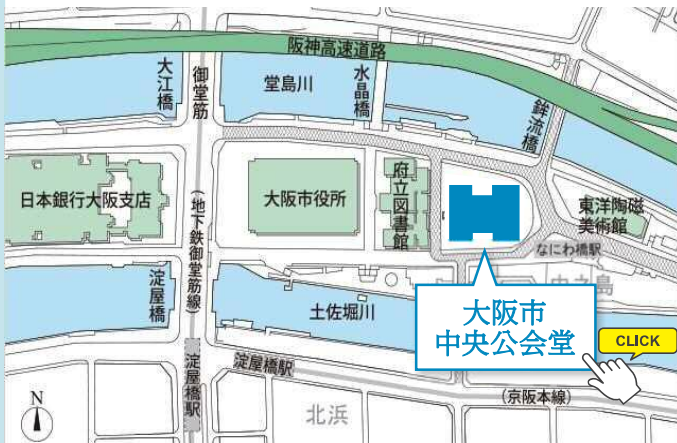 阪神高速道路
大江橋
御堂筋
堂島川
水晶橋
鉾流橋
日本銀行大阪支店
(地下鉄御堂筋線)
大阪市役所
府立図書館
東洋陶磁
美術館
なにわ橋駅
中之島
淀屋橋
土佐堀川
大阪市
中央公会堂
CLICK
淀屋橋駅
淀屋橋駅
(京阪本線)
北浜
N